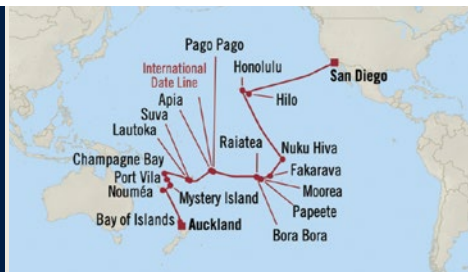 Pago Pago
International
Date Line
Honolulu
San Diego
Apia
Hilo
Suva
Raiatea
Lautoka
Nuku Hiva
Champagne Bay
Fakarava
Port Vila
Moorea
Nouméa
Mystery Island
Papeete
Bay of Islands
Auckland
Bora Bora